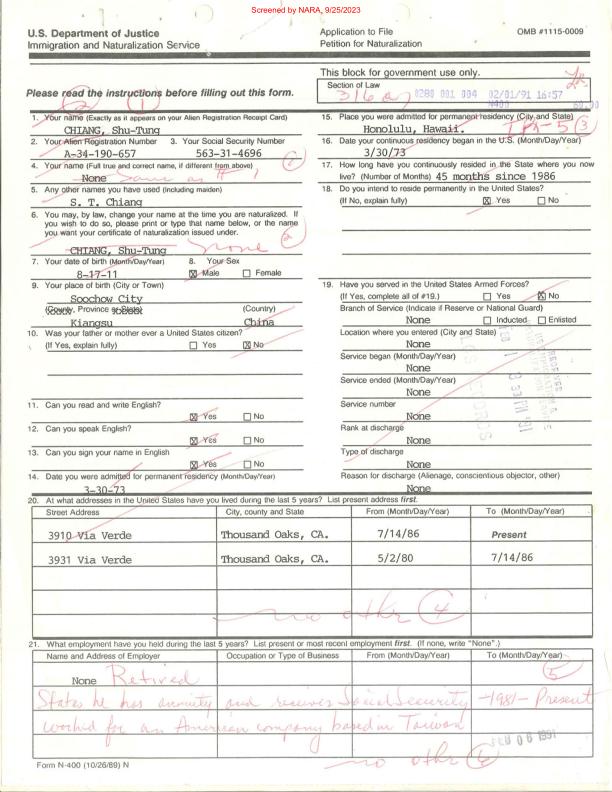 Screened by NARA, 9/25/2023
U.S. Department of Justice
Immigration and Naturalization Service
Application to File
Petition for Naturalization
OMB #1115-0009
Please read the instructions before filling out this form.
This block for government use only.
Section of Law
316 a
0280 001 004 02/01/91 16:57
N400
2 1
1. Your name (Exactly as it appears on your Alien Registration Receipt Card)
CHIANG, Shu-Tung
2. Your Alien Registration Number
3. Your Social Security Number
A-34-190-657
563-31-4696
4. Your name (Full true and correct name, if different from above)
None Same as # 1
5. Any other names you have used (Including maiden)
S. T. Chiang
6. You may, by law, change your name at the time you are naturalized. If
you wish to do so, please print or type that name below, or the name
you want your certificate of naturalization issued under.
CHIANG, Shu-Tung none 2
7. Your date of birth (Month/Day/Year)
8. Your Sex
8-17-11
X Male Female
9. Your place of birth (City or Town)
Soochow City
(County, Province or State)
(Country)
Kiangsu
China
10. Was your father or mother ever a United States citizen?
(If Yes, explain fully) Yes X No
11. Can you read and write English?
X Yes No
12. Can you speak English?
X Yes No
13. Can you sign your name in English
X Yes No
14. Date you were admitted for permanent residency (Month/Day/Year)
3-30-73
15. Place you were admitted for permanent residency (City and State)
Honolulu, Hawaii.
3
16. Date your continuous residency began in the U.S. (Month/Day/Year)
3/30/73
17. How long have you continuously resided in the State where you now
live? (Number of Months) 45 months since 1986
18. Do you intend to reside permanently in the United States?
(If No, explain fully) X Yes No
19. Have you served in the United States Armed Forces?
(If Yes, complete all of #19.) Yes X No
Branch of Service (Indicate if Reserve or National Guard)
None Inducted Enlisted
Location where you entered (City and State)
None
Service began (Month/Day/Year)
None
Service ended (Month/Day/Year)
None
Service number
None
Rank at discharge
None
Type of discharge
None
Reason for discharge (Alienage, conscientious objector, other)
None
20. At what addresses in the United States have you lived during the last 5 years? List present address first.
Street Address City, county and State From (Month/Day/Year) To (Month/Day/Year)
3910 Via Verde Thousand Oaks, CA. 7/14/86 Present
3931 Via Verde Thousand Oaks, CA. 5/2/80 7/14/86
no other 4
21. What employment have you held during the last 5 years? List present or most recent employment first. (If none, write "None".)
Name and Address of Employer Occupation or Type of Business From (Month/Day/Year) To (Month/Day/Year)
None Retired 5
States he has annuity and receives Social Security -1981- Present
worked for an American company based in Taiwan
FEB 06 1991
no other 6
Form N-400 (10/26/89) N